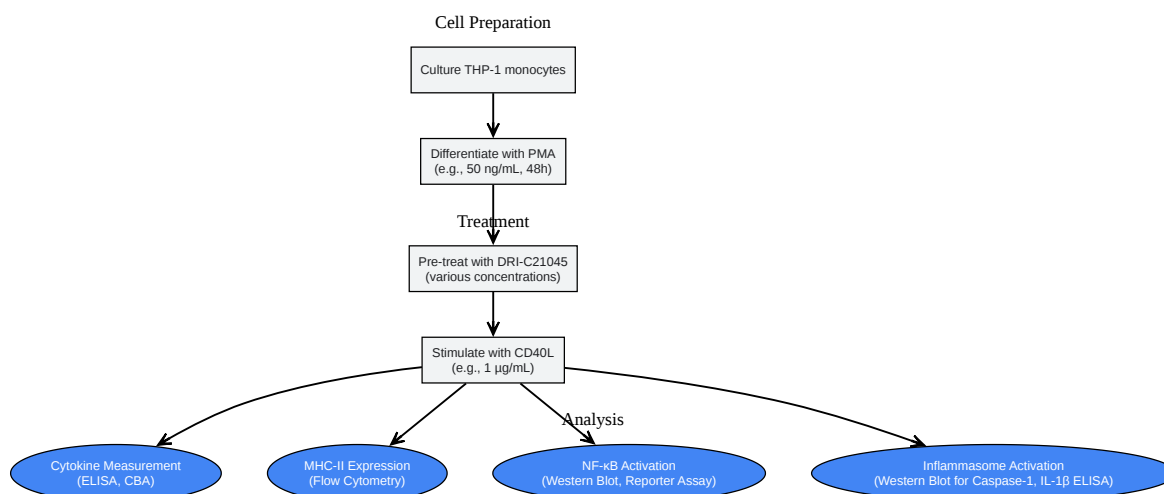 Cell Preparation
Culture THP-1 monocytes
Differentiate with PMA
(e.g., 50 ng/mL, 48h)
Treatment
Pre-treat with DRI-C21045
(various concentrations)
Stimulate with CD40L
(e.g., 1 µg/mL)
Analysis
Cytokine Measurement
(ELISA, CBA)
MHC-II Expression
(Flow Cytometry)
NF-κB Activation
(Western Blot, Reporter Assay)
Inflammasome Activation
(Western Blot for Caspase-1, IL-1β ELISA)